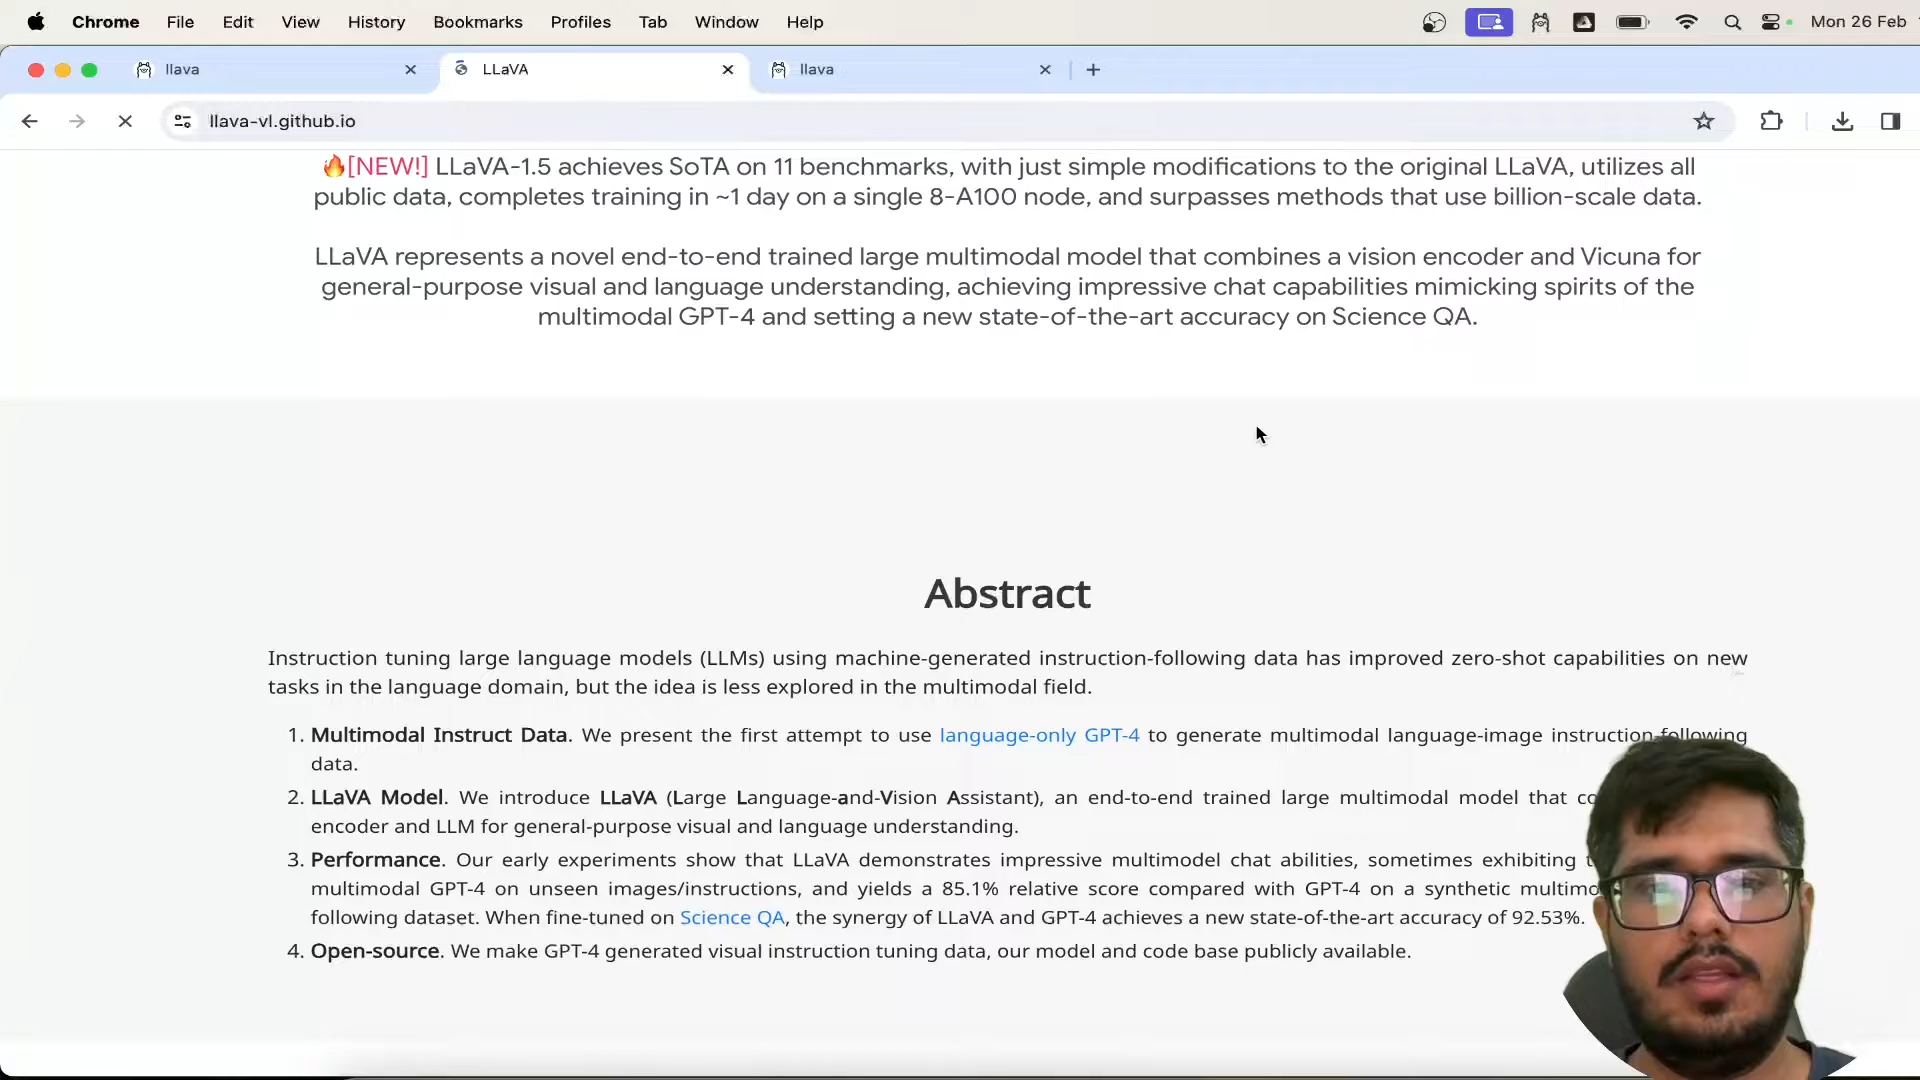 Chrome File Edit View History Bookmarks Profiles Tab Window Help Mon 26 Feb
llava LLaVA llava
llava-vl.github.io
🔥[NEW!] LLaVA-1.5 achieves SoTA on 11 benchmarks, with just simple modifications to the original LLaVA, utilizes all
public data, completes training in ~1 day on a single 8-A100 node, and surpasses methods that use billion-scale data.
LLaVA represents a novel end-to-end trained large multimodal model that combines a vision encoder and Vicuna for
general-purpose visual and language understanding, achieving impressive chat capabilities mimicking spirits of the
multimodal GPT-4 and setting a new state-of-the-art accuracy on Science QA.
Abstract
Instruction tuning large language models (LLMs) using machine-generated instruction-following data has improved zero-shot capabilities on new
tasks in the language domain, but the idea is less explored in the multimodal field.
1. Multimodal Instruct Data. We present the first attempt to use language-only GPT-4 to generate multimodal language-image instruction-following
data.
2. LLaVA Model. We introduce LLaVA (Large Language-and-Vision Assistant), an end-to-end trained large multimodal model that
encoder and LLM for general-purpose visual and language understanding.
3. Performance. Our early experiments show that LLaVA demonstrates impressive multimodel chat abilities, sometimes exhibiting
multimodal GPT-4 on unseen images/instructions, and yields a 85.1% relative score compared with GPT-4 on a synthetic
following dataset. When fine-tuned on Science QA, the synergy of LLaVA and GPT-4 achieves a new state-of-the-art accuracy of 92.53%.
4. Open-source. We make GPT-4 generated visual instruction tuning data, our model and code base publicly available.